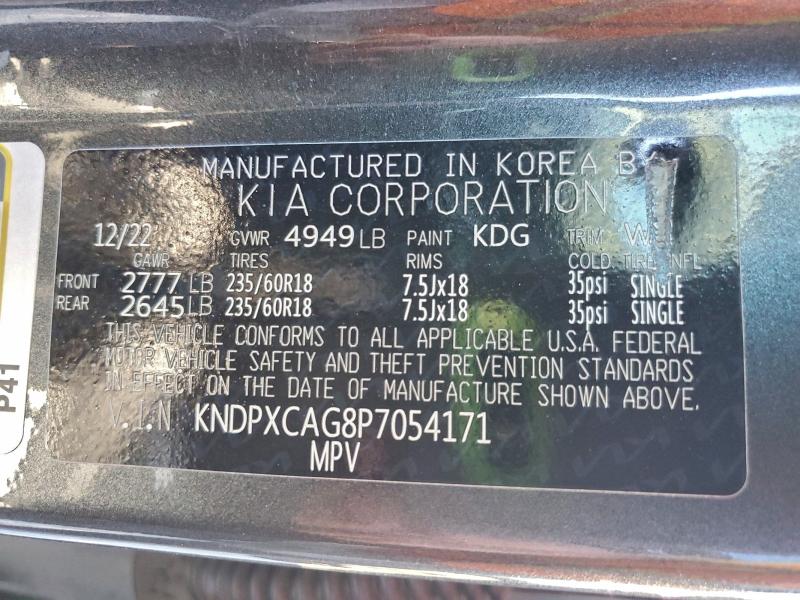 MANUFACTURED IN KOREA B
KIA CORPORATION
12/22 GVWR 4949 LB PAINT KDG TRIM
GAWR TIRES RIMS COLD TIRE INFL
FRONT 2777 LB 235/60R18 7.5Jx18 35psi SINGLE
REAR 2645 LB 235/60R18 7.5Jx18 35psi SINGLE
THIS VEHICLE CONFORMS TO ALL APPLICABLE U.S.A. FEDERAL
MOTOR VEHICLE SAFETY AND THEFT PREVENTION STANDARDS
IN EFFECT ON THE DATE OF MANUFACTURE SHOWN ABOVE.
V.I.N KNDPXCAG8P7054171
MPV
P41